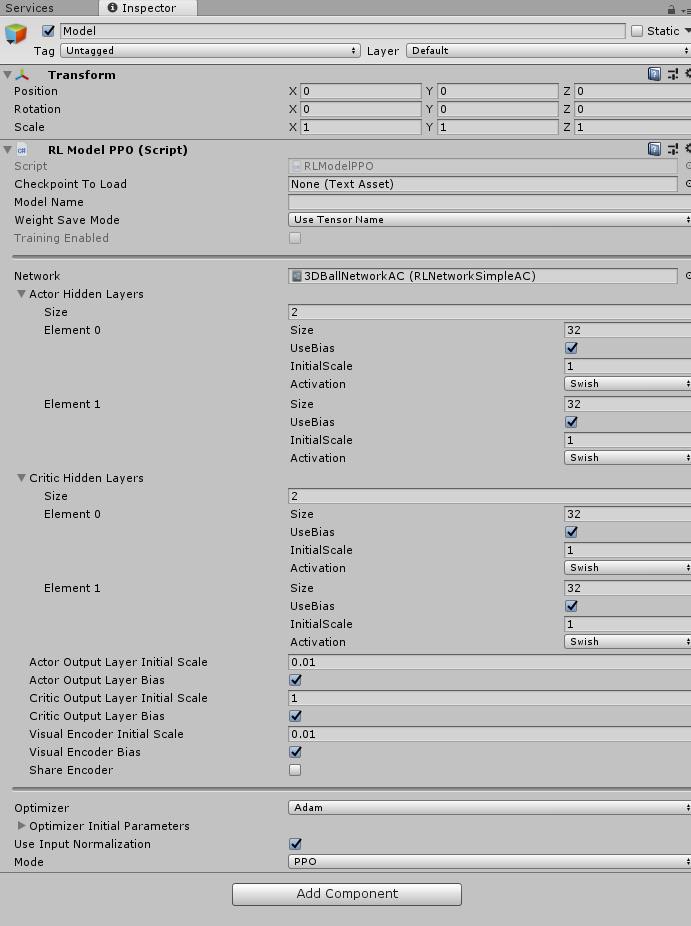 Services Inspector
Model Static
Tag Untagged Layer Default
Transform
Position X 0 Y 0 Z 0
Rotation X 0 Y 0 Z 0
Scale X 1 Y 1 Z 1
RL Model PPO (Script)
Script RLModelPPO
Checkpoint To Load None (Text Asset)
Model Name
Weight Save Mode Use Tensor Name
Training Enabled
Network 3DBallNetworkAC (RLNetworkSimpleAC)
Actor Hidden Layers
Size 2
Element 0 Size 32
UseBias
InitialScale 1
Activation Swish
Element 1 Size 32
UseBias
InitialScale 1
Activation Swish
Critic Hidden Layers
Size 2
Element 0 Size 32
UseBias
InitialScale 1
Activation Swish
Element 1 Size 32
UseBias
InitialScale 1
Activation Swish
Actor Output Layer Initial Scale 0.01
Actor Output Layer Bias
Critic Output Layer Initial Scale 1
Critic Output Layer Bias
Visual Encoder Initial Scale 0.01
Visual Encoder Bias
Share Encoder
Optimizer Adam
Optimizer Initial Parameters
Use Input Normalization
Mode PPO
Add Component